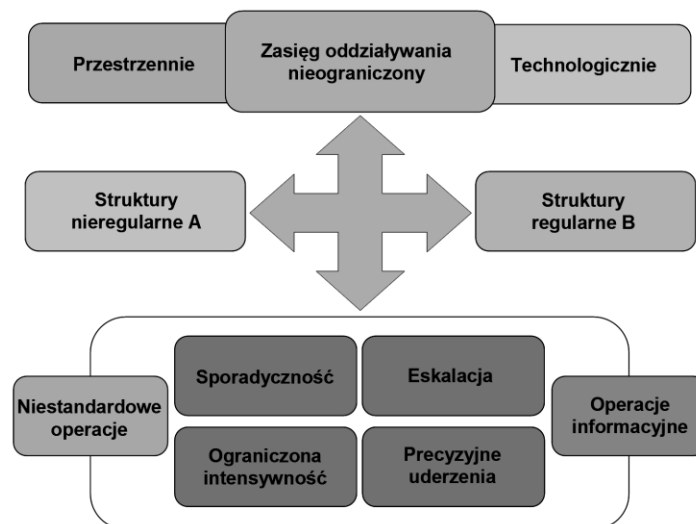 Przestrzennie
Zasięg oddziaływania
nieograniczony
Technologicznie
Struktury
nieregularne A
Struktury
regularne B
Sporadyczność
Eskalacja
Niestandardowe
operacje
Operacje
informacyjne
Ograniczona
intensywność
Precyzyjne
uderzenia